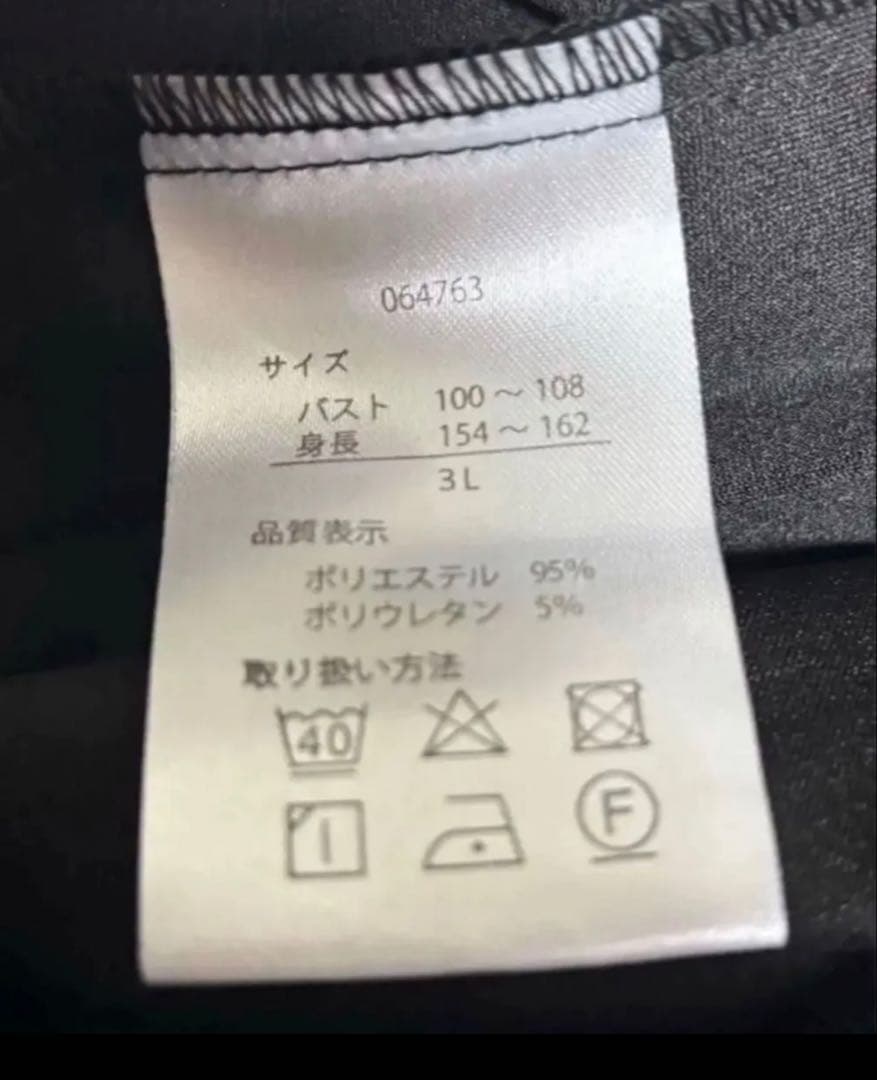 064763
サイズ
バスト 100～108
身長 154～162
3L
品質表示
ポリエステル 95%
ポリウレタン 5%
取り扱い方法
40
F